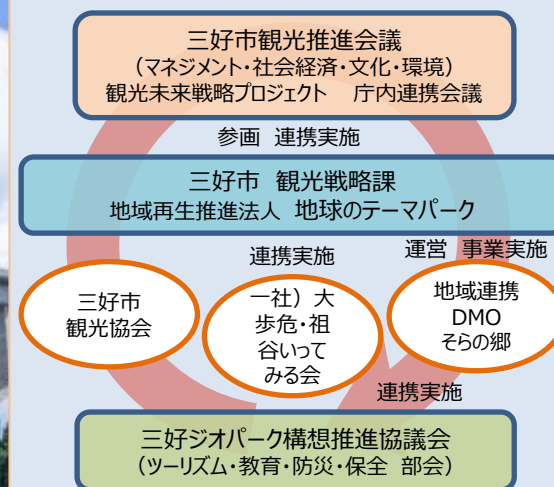 三好市観光推進会議
（マネジメント・社会経済・文化・環境）
観光未来戦略プロジェクト　庁内連携会議
参画 連携実施
三好市 観光戦略課
地域再生推進法人 地球のテーマパーク
連携実施
運営 事業実施
三好市
観光協会
一社）大
歩危・祖
谷いって
みる会
地域連携
DMO
そらの郷
連携実施
三好ジオパーク構想推進協議会
（ツーリズム・教育・防災・保全 部会）